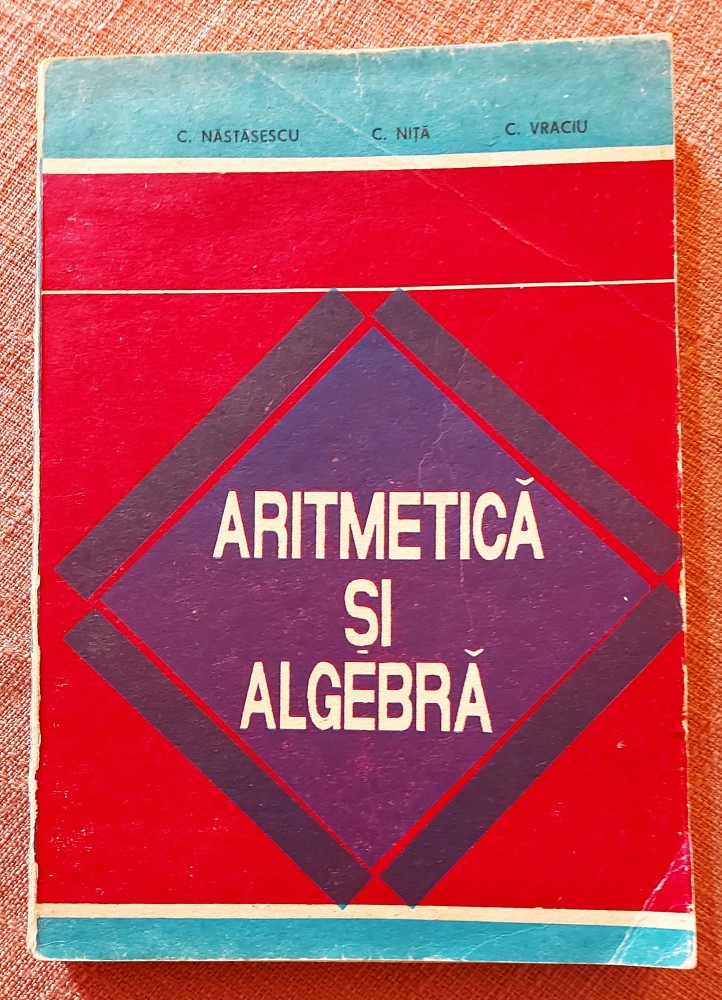 C. NĂSTĂSESCU C. NIȚĂ C. VRACIU
ARITMETICĂ
ȘI
ALGEBRĂ